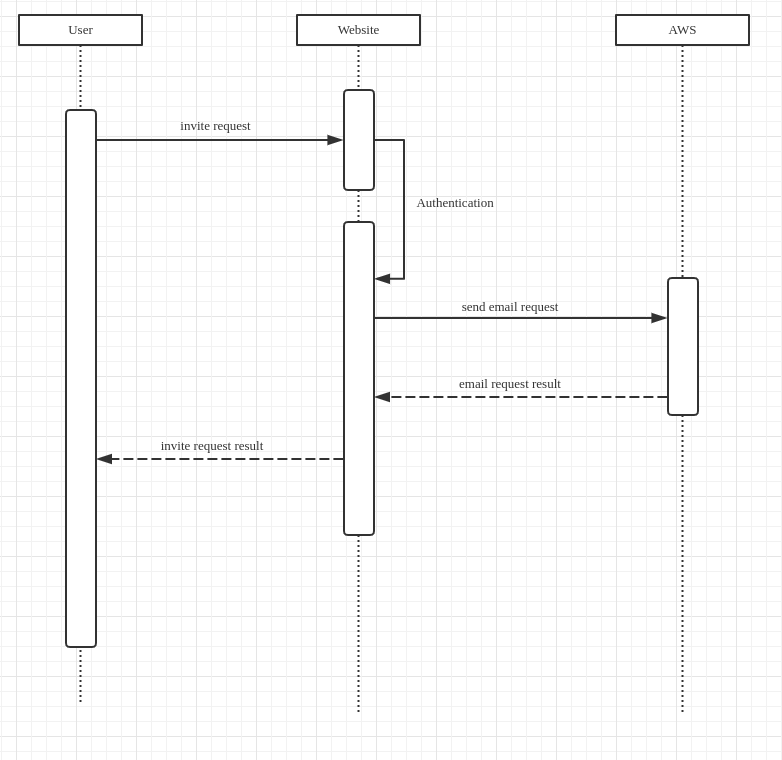 User
Website
AWS
invite request
Authentication
send email request
email request result
invite request result